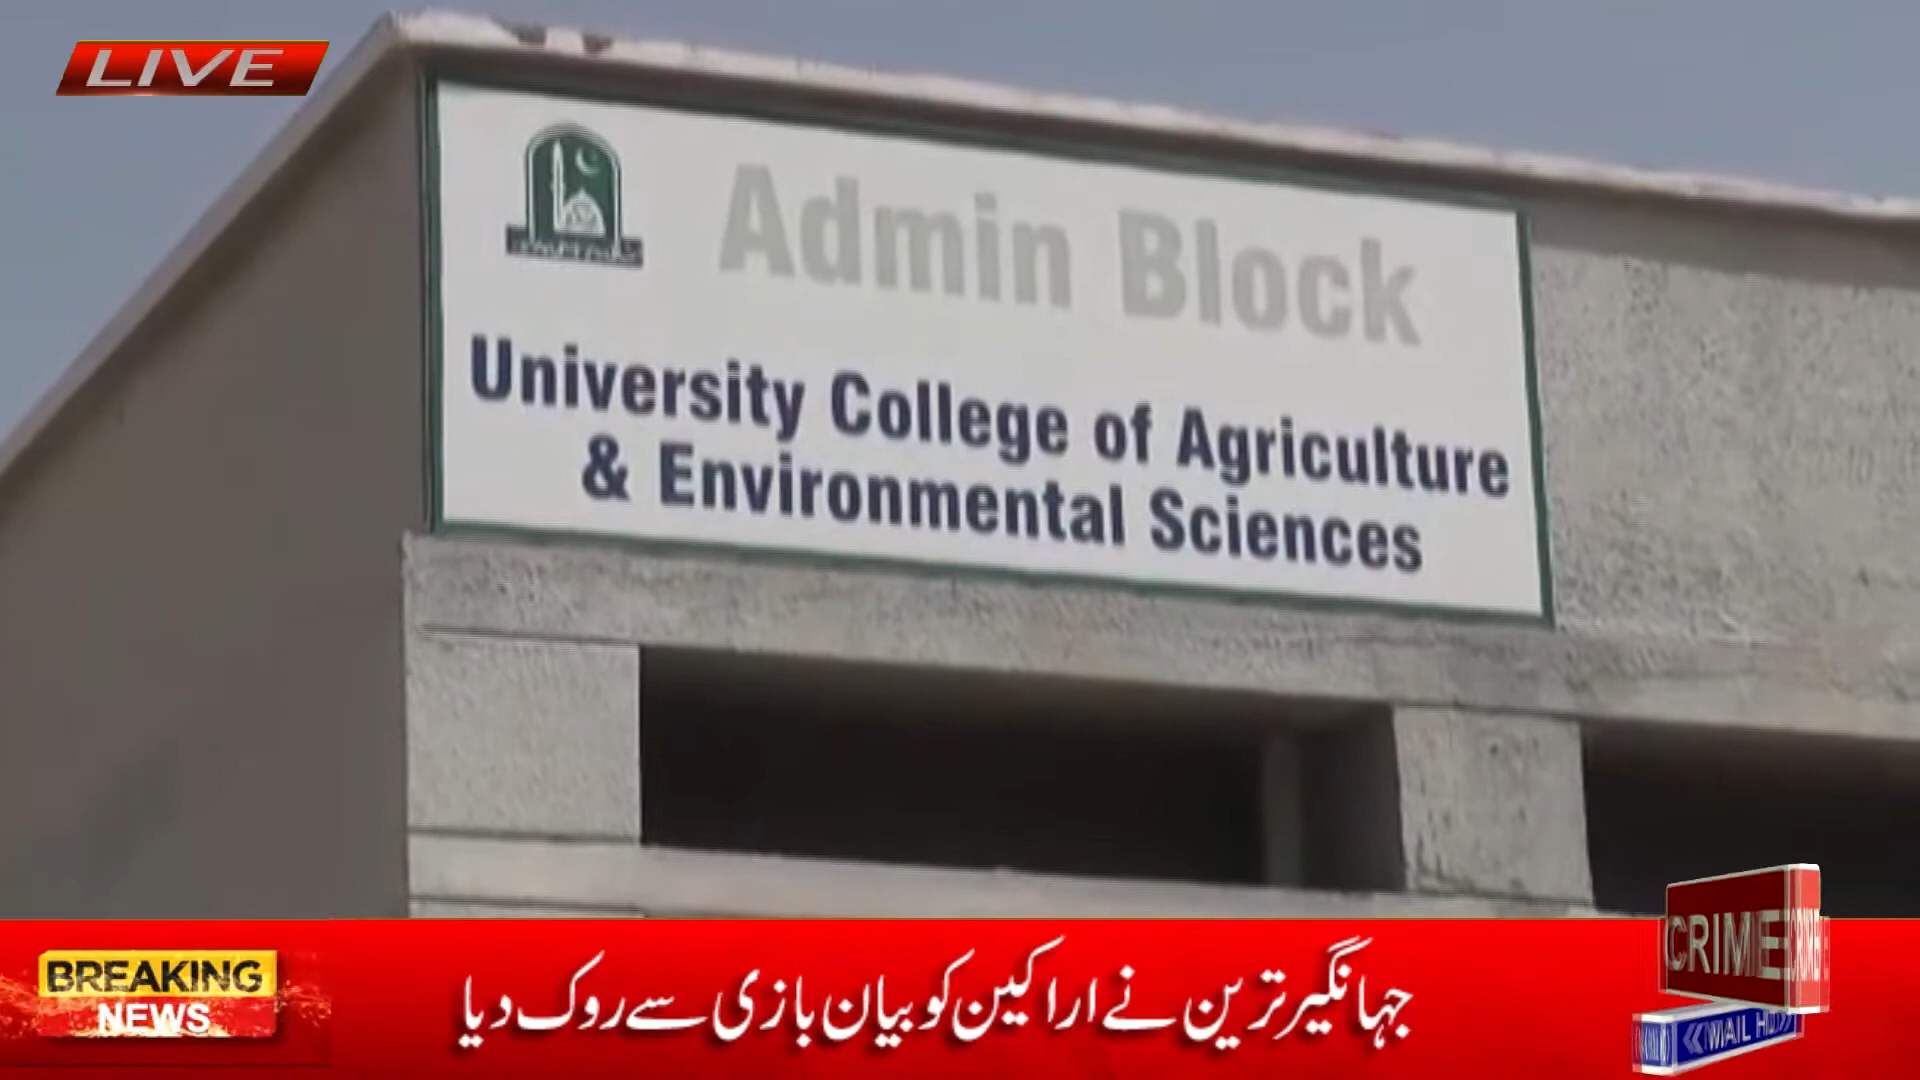 LIVE
Admin Block
University College of Agriculture
& Environmental Sciences
BREAKING
NEWS
جہانگیر ترین نے اراکین کو بیان بازی سے روک دیا
CRIME
MAIL